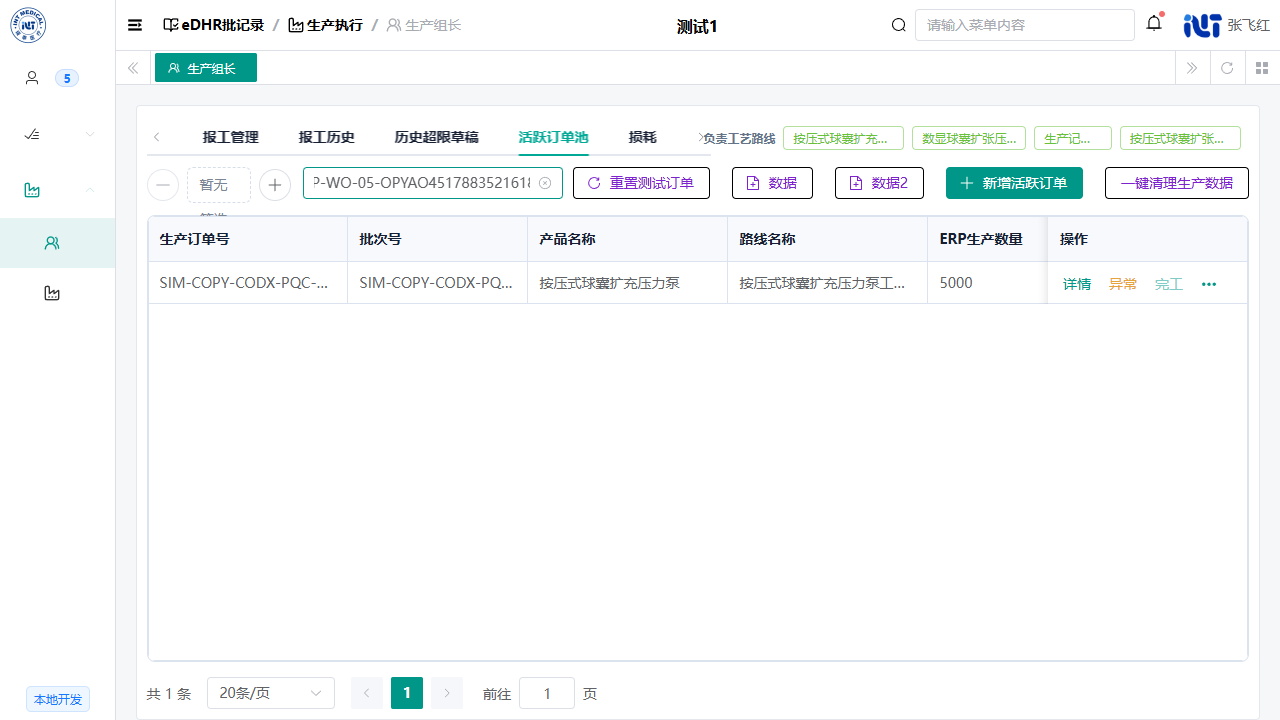 eDHR批记录 / 生产执行 / 生产组长
测试1
请输入菜单内容
张飞红
5
生产组长
报工管理
报工历史
历史超限草稿
活跃订单池
损耗
负责工艺路线
按压式球囊扩充...
数显球囊扩张压...
生产记...
按压式球囊扩张...
暂无
P-WO-05-OPYAO4517883521618
重置测试订单
数据
数据2
新增活跃订单
一键清理生产数据
生产订单号 批次号 产品名称 路线名称 ERP生产数量 操作
SIM-COPY-CODX-PQC-... SIM-COPY-CODX-PQ... 按压式球囊扩充压力泵 按压式球囊扩充压力泵工... 5000 详情 异常 完工
本地开发
共 1 条 20条/页 1 前往 1 页